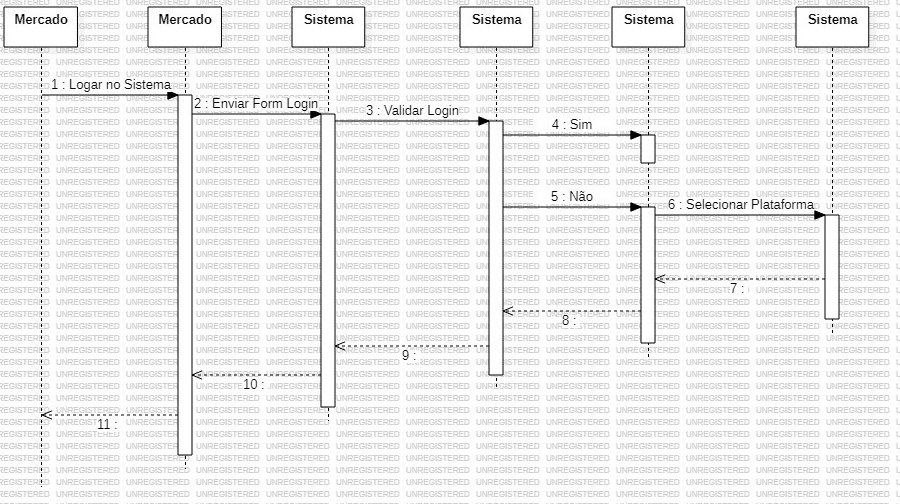 Mercado
Mercado
Sistema
Sistema
Sistema
Sistema
1 : Logar no Sistema
2 : Enviar Form Login
3 : Validar Login
4 : Sim
5 : Não
6 : Selecionar Plataforma
7 :
8 :
9 :
10 :
11 :
UNREGISTERED